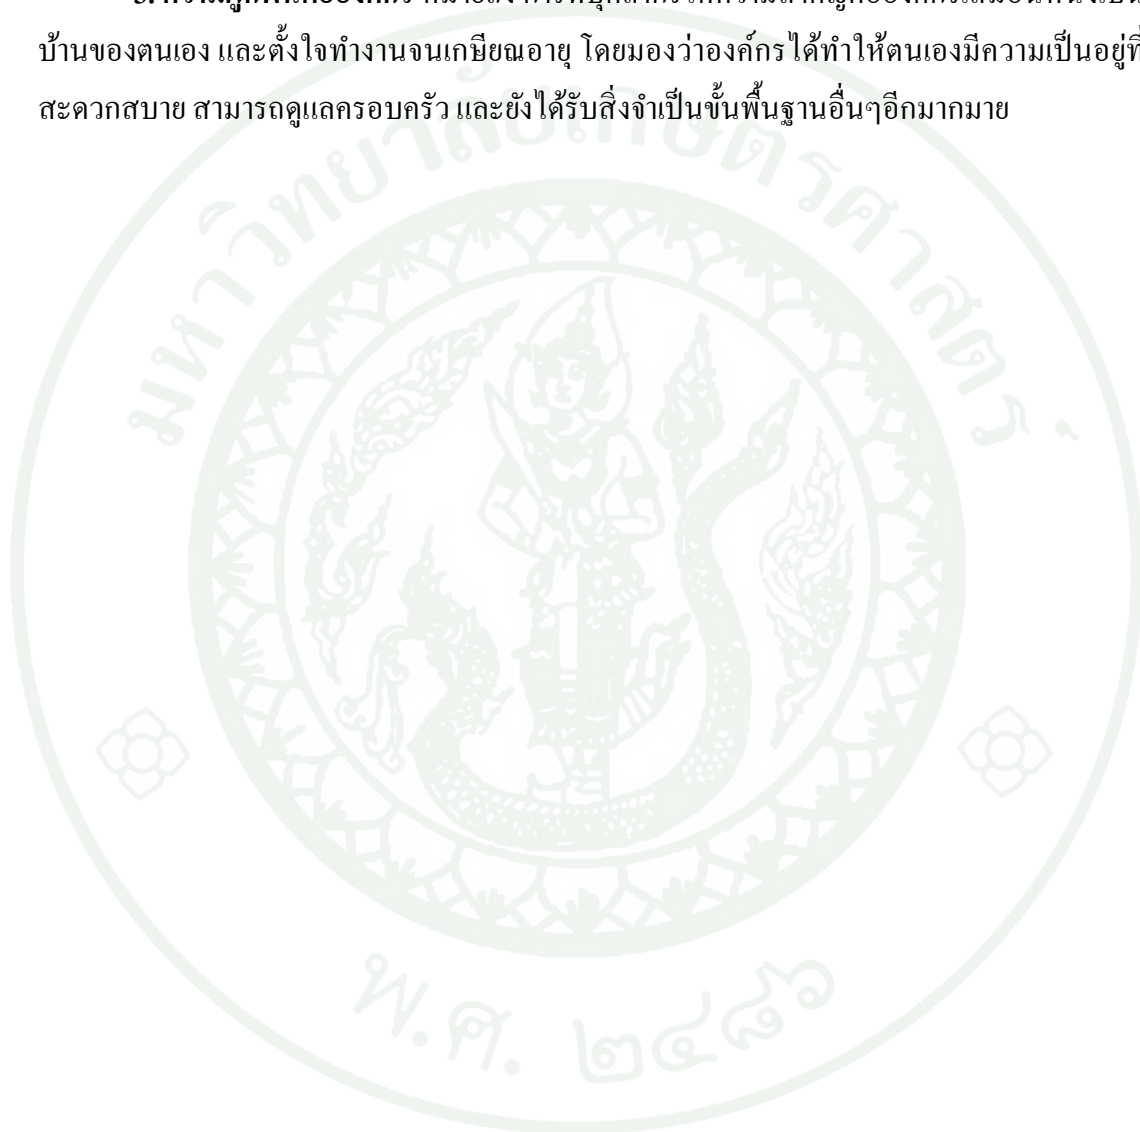 บ้านของตนเอง และตั้งใจทำงานจนเกษียณอายุ โดยมองว่าองค์กรได้ทำให้ตนเองมีความเป็นอยู่ที่
สะดวกสบาย สามารถดูแลครอบครัว และยังได้รับสิ่งจำเป็นขั้นพื้นฐานอื่นๆอีกมากมาย
มหาวิทยาลัยเกษตรศาสตร์
พ.ศ. ๒๔๘๖